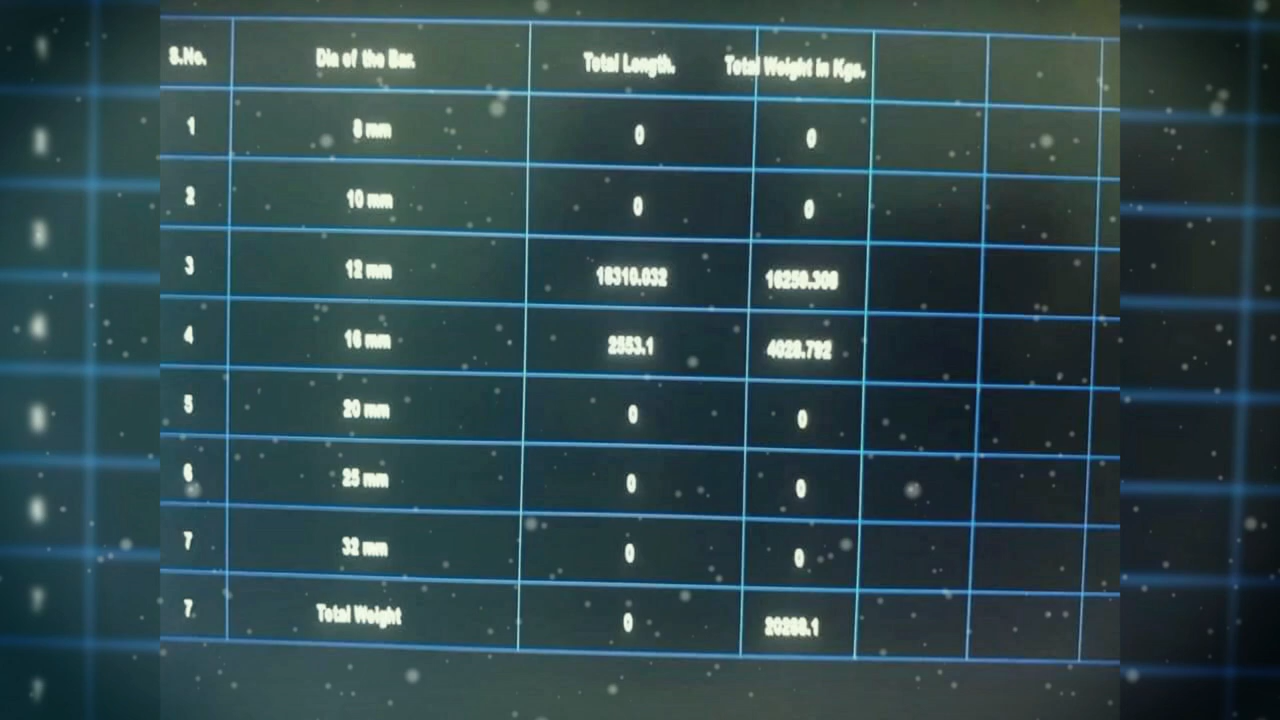 S.No. Dia of the Bar. Total Length. Total Weight in Kgs.
1 8 mm 0 0
2 10 mm 0 0
3 12 mm 18310.032 16259.308
4 16 mm 2553.1 4028.792
5 20 mm 0 0
6 25 mm 0 0
7 32 mm 0 0
7 Total Weight 0 20288.1